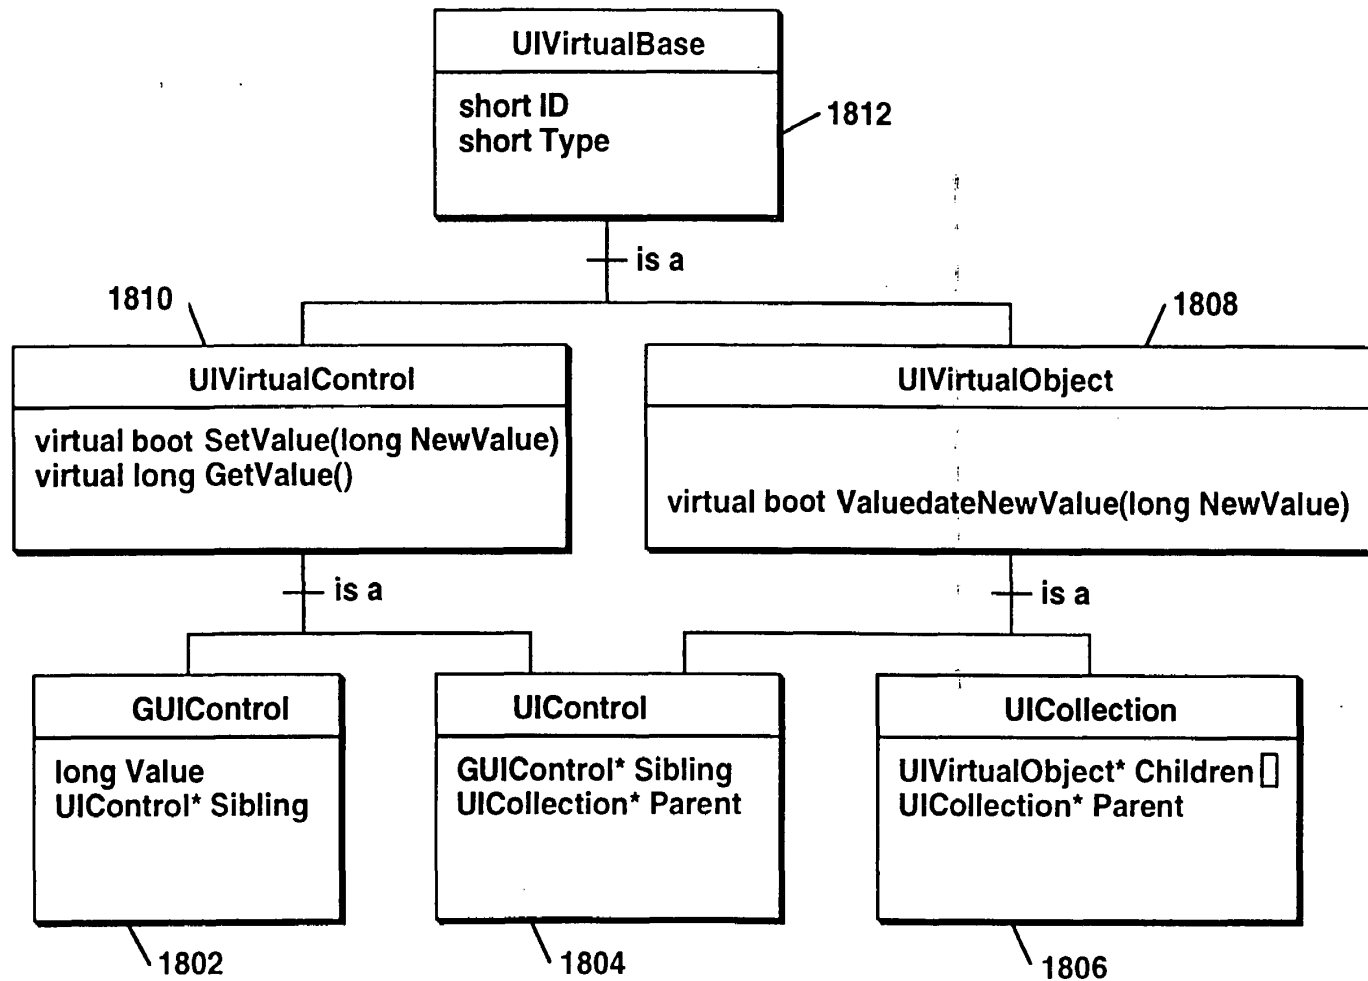 UIVirtualBase
short ID
short Type
1812
is a
1810
1808
UIVirtualControl
virtual boot SetValue(long NewValue)
virtual long GetValue()
UIVirtualObject
virtual boot ValuedateNewValue(long NewValue)
is a
is a
GUIControl
long Value
UIControl* Sibling
UIControl
GUIControl* Sibling
UICollection* Parent
UICollection
UIVirtualObject* Children []
UICollection* Parent
1802
1804
1806